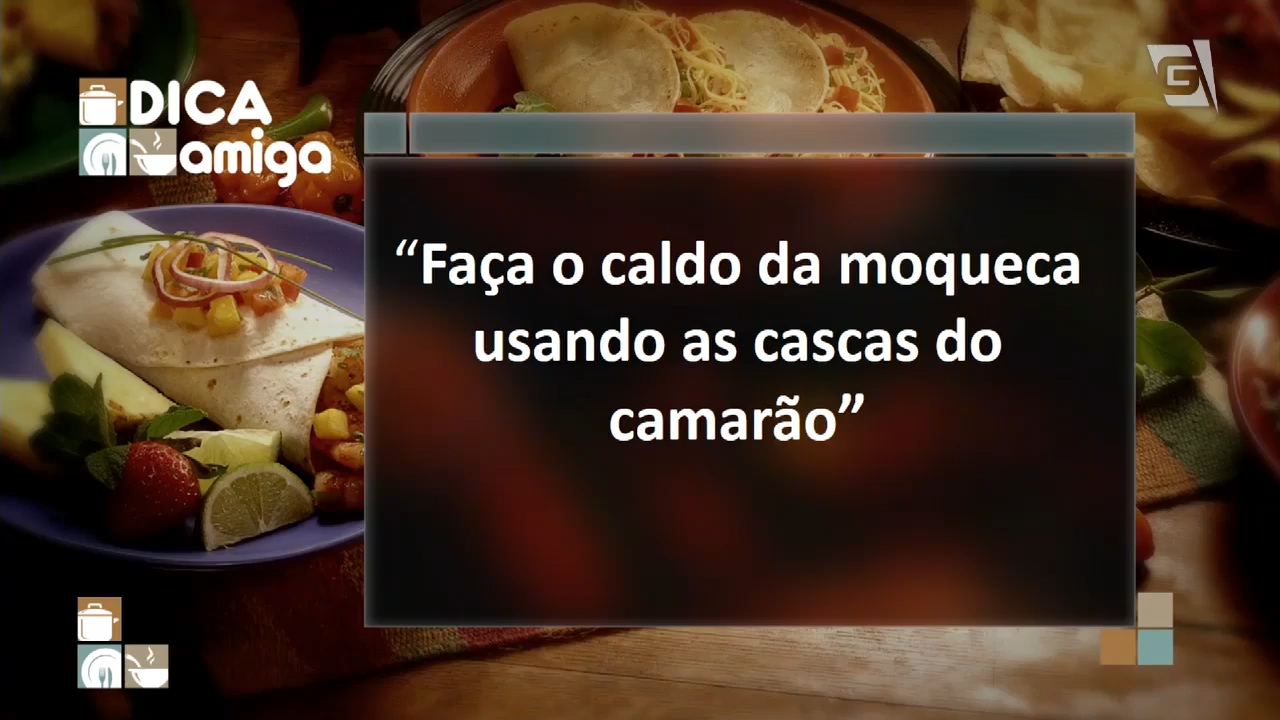 DICA
amiga
G
“Faça o caldo da moqueca
usando as cascas do
camarão”